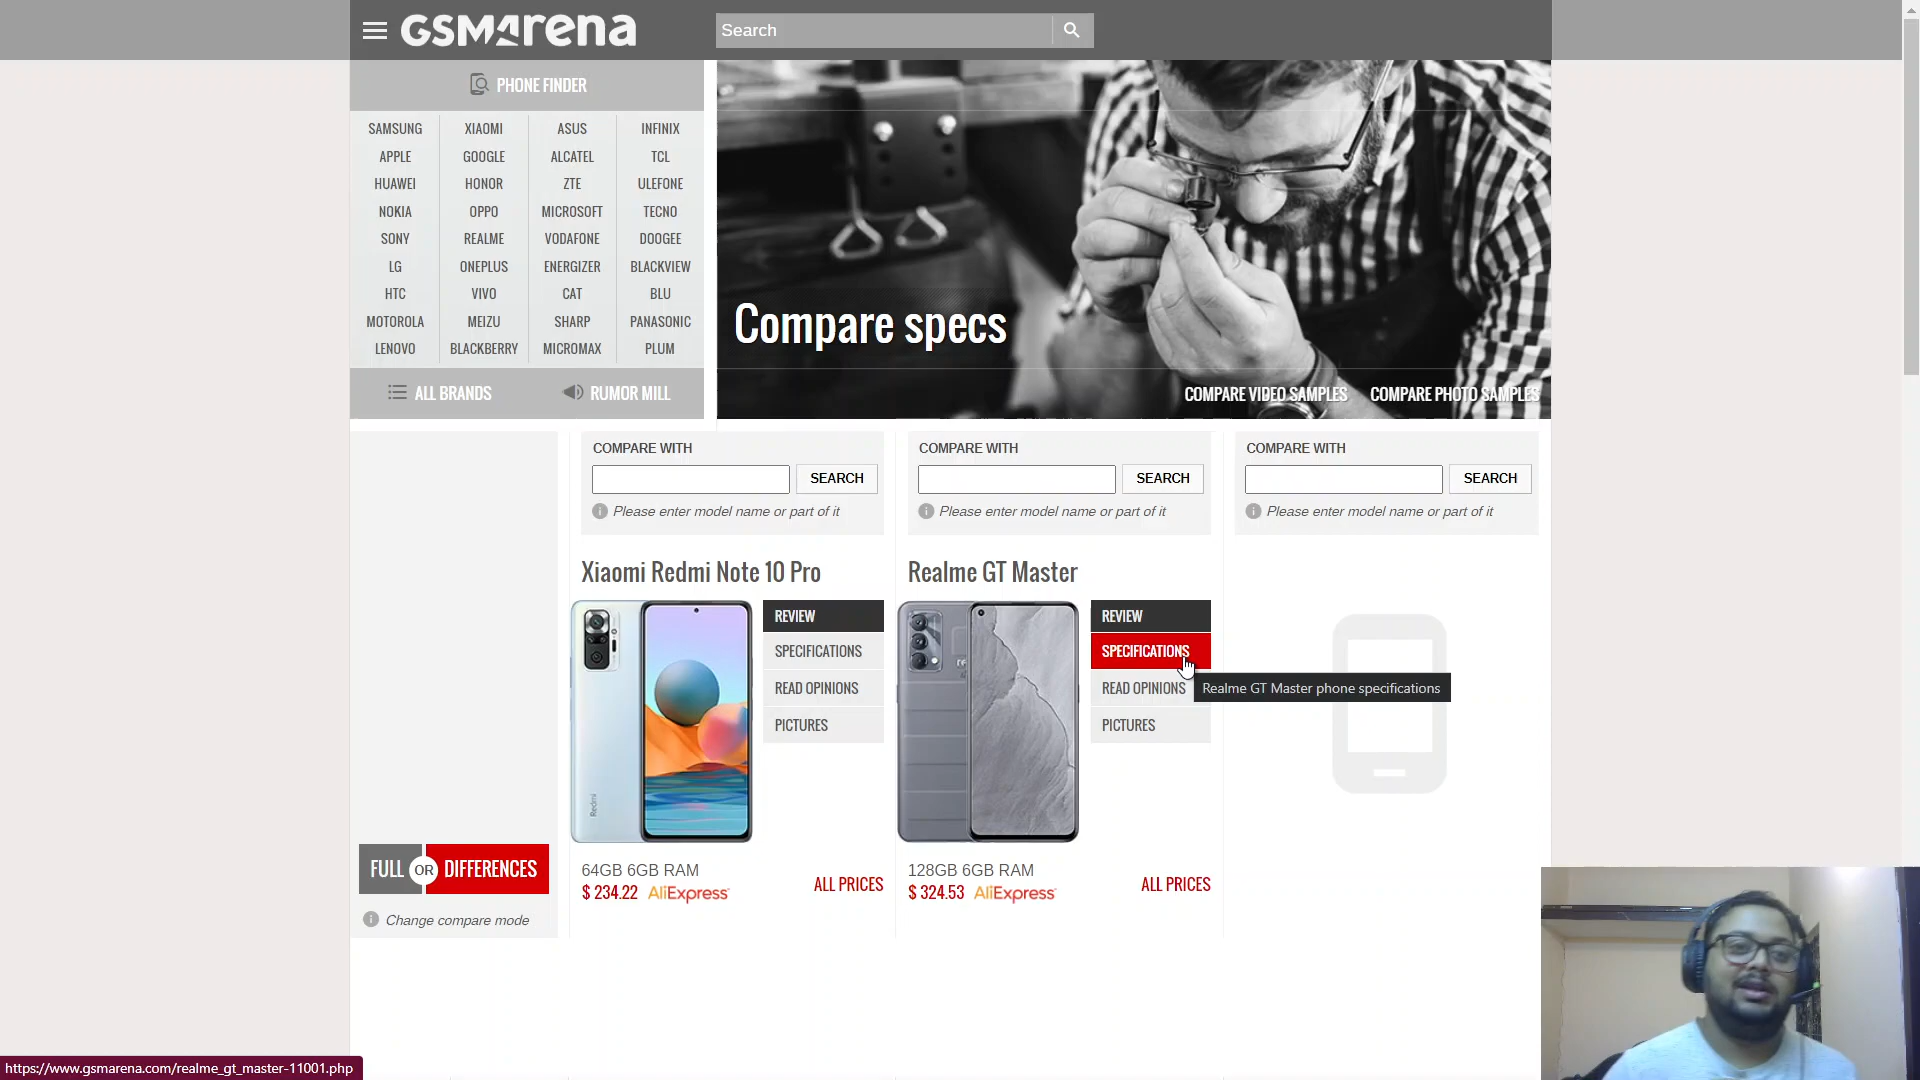 GSMArena
Search
PHONE FINDER
SAMSUNG XIAOMI ASUS INFINIX
APPLE GOOGLE ALCATEL TCL
HUAWEI HONOR ZTE ULEFONE
NOKIA OPPO MICROSOFT TECNO
SONY REALME VODAFONE DOOGEE
LG ONEPLUS ENERGIZER BLACKVIEW
HTC VIVO CAT BLU
MOTOROLA MEIZU SHARP PANASONIC
LENOVO BLACKBERRY MICROMAX PLUM
ALL BRANDS RUMOR MILL
Compare specs
COMPARE VIDEO SAMPLES COMPARE PHOTO SAMPLES
COMPARE WITH COMPARE WITH COMPARE WITH
SEARCH SEARCH SEARCH
Please enter model name or part of it Please enter model name or part of it Please enter model name or part of it
Xiaomi Redmi Note 10 Pro Realme GT Master
REVIEW REVIEW
SPECIFICATIONS SPECIFICATIONS
READ OPINIONS READ OPINIONS Realme GT Master phone specifications
PICTURES PICTURES
Redmi
FULL OR DIFFERENCES
Change compare mode
64GB 6GB RAM 128GB 6GB RAM
$ 234.22 AliExpress ALL PRICES $ 324.53 AliExpress ALL PRICES
https://www.gsmarena.com/realme_gt_master-11001.php